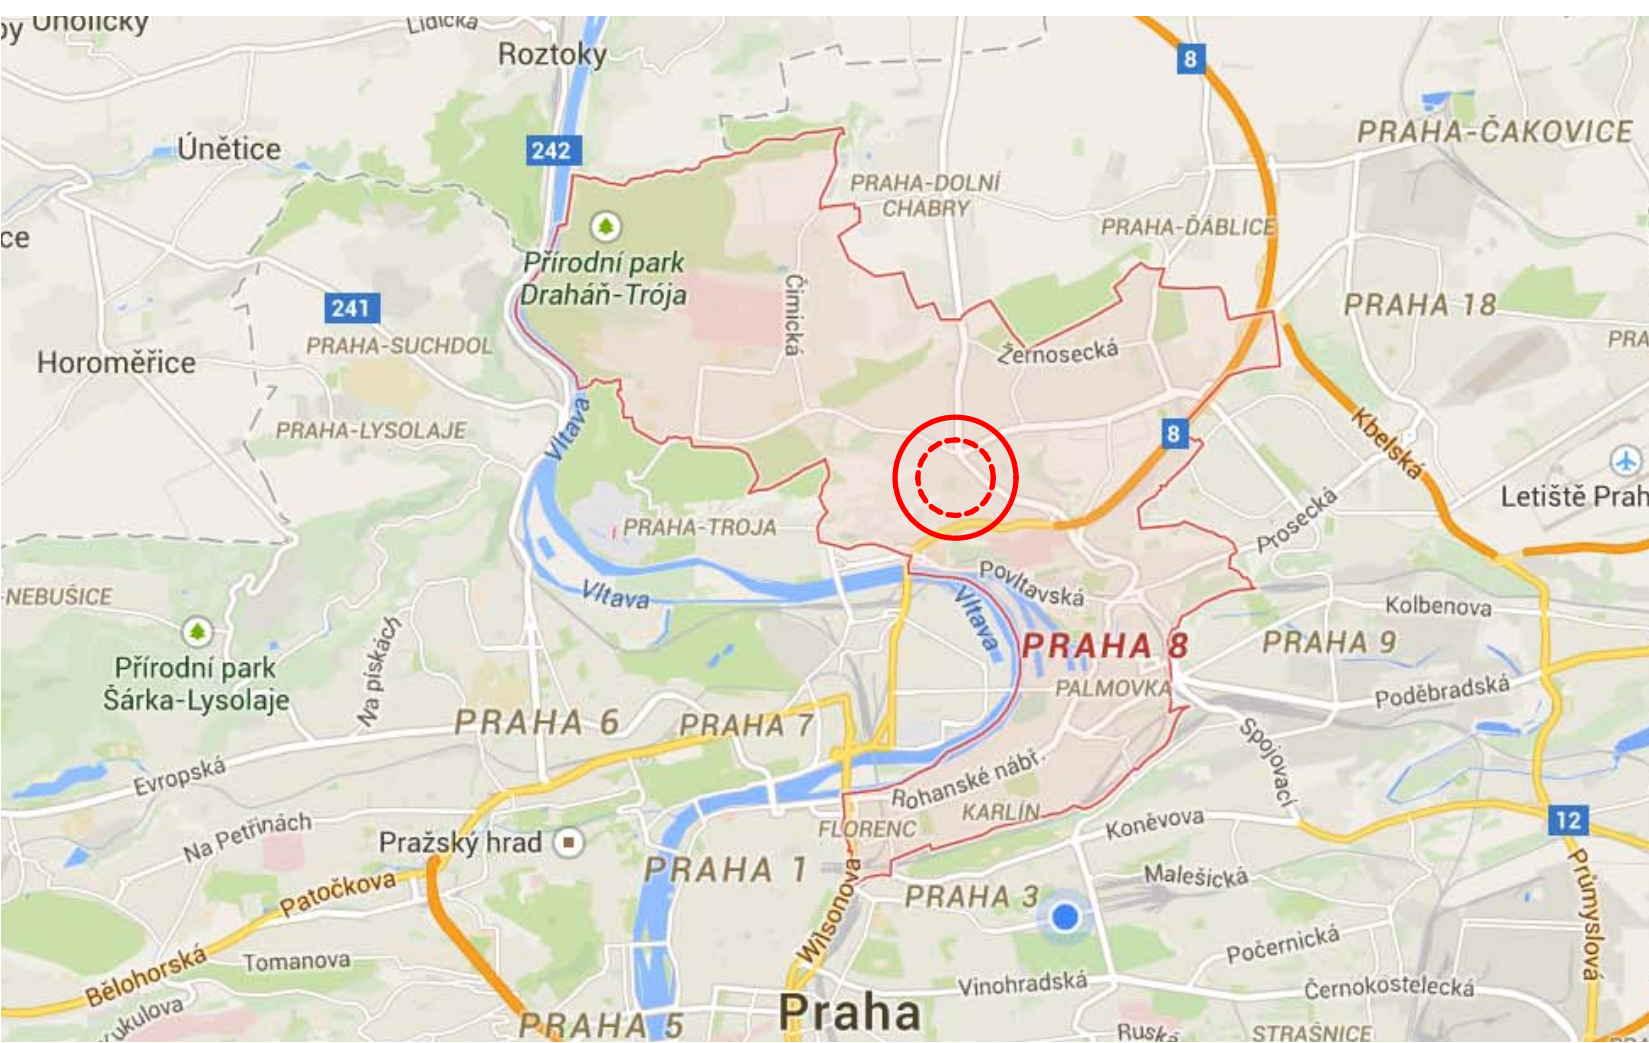 Únolický
Lidická
Roztoky
8
PRAHA-ČAKOVICE
Únětice
242
PRAHA-DOLNÍ
CHABRY
PRAHA-ĎÁBLICE
ce
Přírodní park
Draháň-Trója
Čimická
241
PRAHA 18
PRAHA-SUCHDOL
Žernosecká
PRA
Horoměřice
Vltava
PRAHA-LYSOLAJE
8
Kbelská
Letiště Prah
PRAHA-TROJA
Prosecká
Povltavská
-NEBUŠICE
Vltava
Vltava
Kolbenova
PRAHA 8
PRAHA 9
Na pískách
Přírodní park
Šárka-Lysolaje
PALMOVKA
Poděbradská
PRAHA 6
PRAHA 7
Spojovací
Evropská
Rohanské nábř.
KARLÍN
Koněvova
12
Na Petřinách
Pražský hrad
FLORENC
PRAHA 1
Malešická
Patočkova
PRAHA 3
Wilsonova
Průmyslová
Počernická
Bělohorská
Tomanova
Vinohradská
Černokostelecká
Kukulova
PRAHA 5
Praha
Ruská
STRAŠNICE